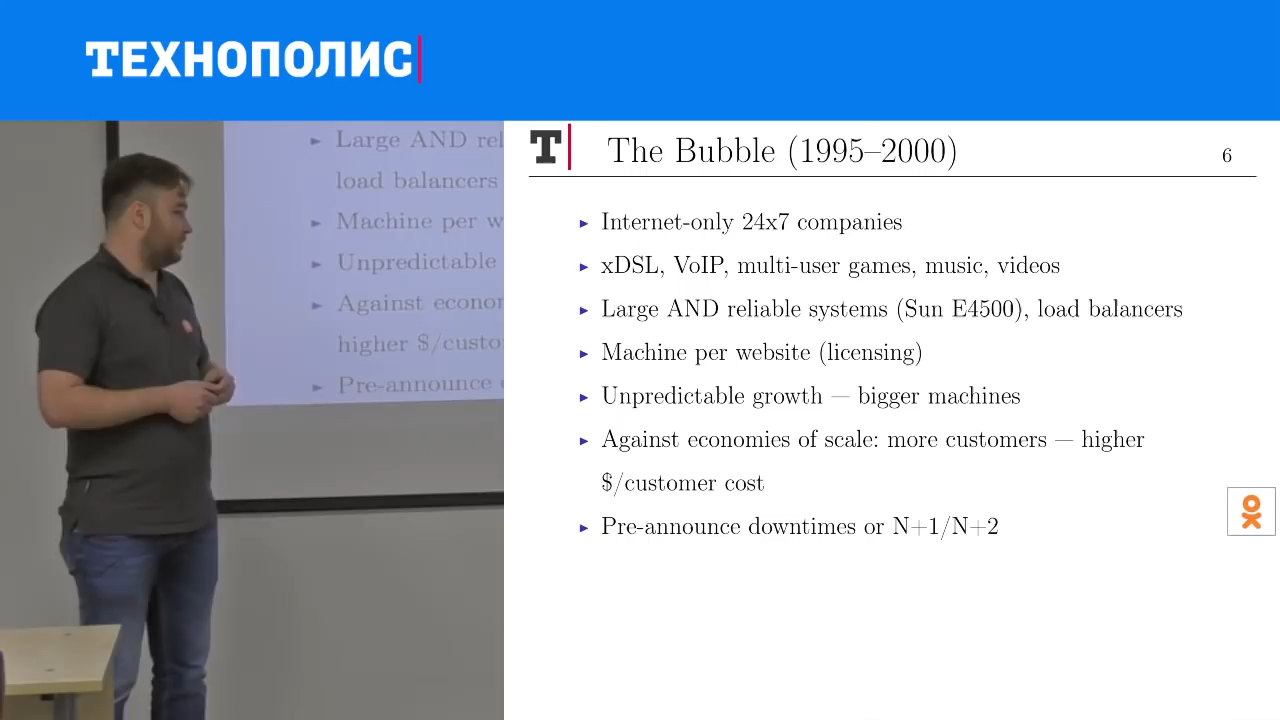 ТЕХНОПОЛИС
Large AND rel
load balancers
Machine per w
Unpredictable
Against econor
higher $/custo
Pre-announce
T
The Bubble (1995–2000)
6
► Internet-only 24x7 companies
► xDSL, VoIP, multi-user games, music, videos
► Large AND reliable systems (Sun E4500), load balancers
► Machine per website (licensing)
► Unpredictable growth — bigger machines
► Against economies of scale: more customers — higher
$/customer cost
► Pre-announce downtimes or N+1/N+2